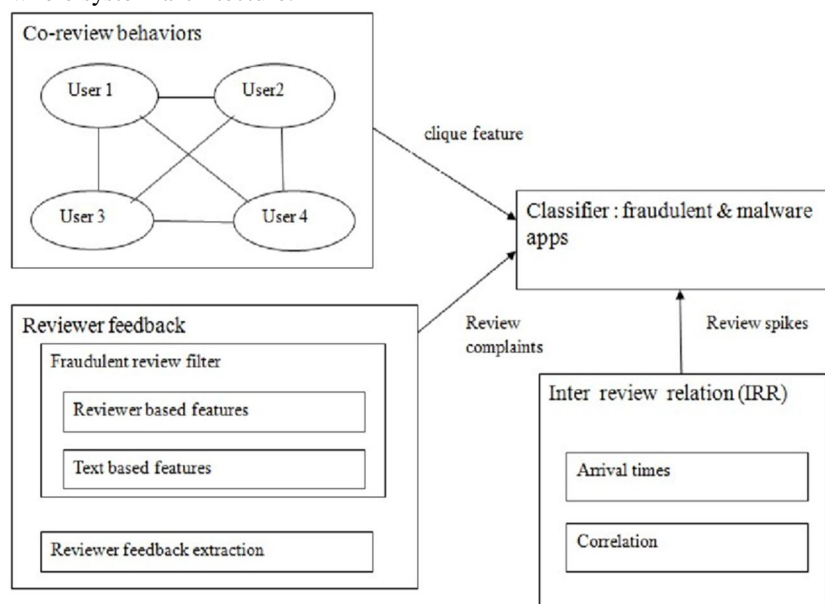 Co-review behaviors
User 1
User2
User 3
User 4
clique feature
Classifier : fraudulent & malware
apps
Reviewer feedback
Fraudulent review filter
Reviewer based features
Text based features
Reviewer feedback extraction
Review
complaints
Review spikes
Inter review relation (IRR)
Arrival times
Correlation